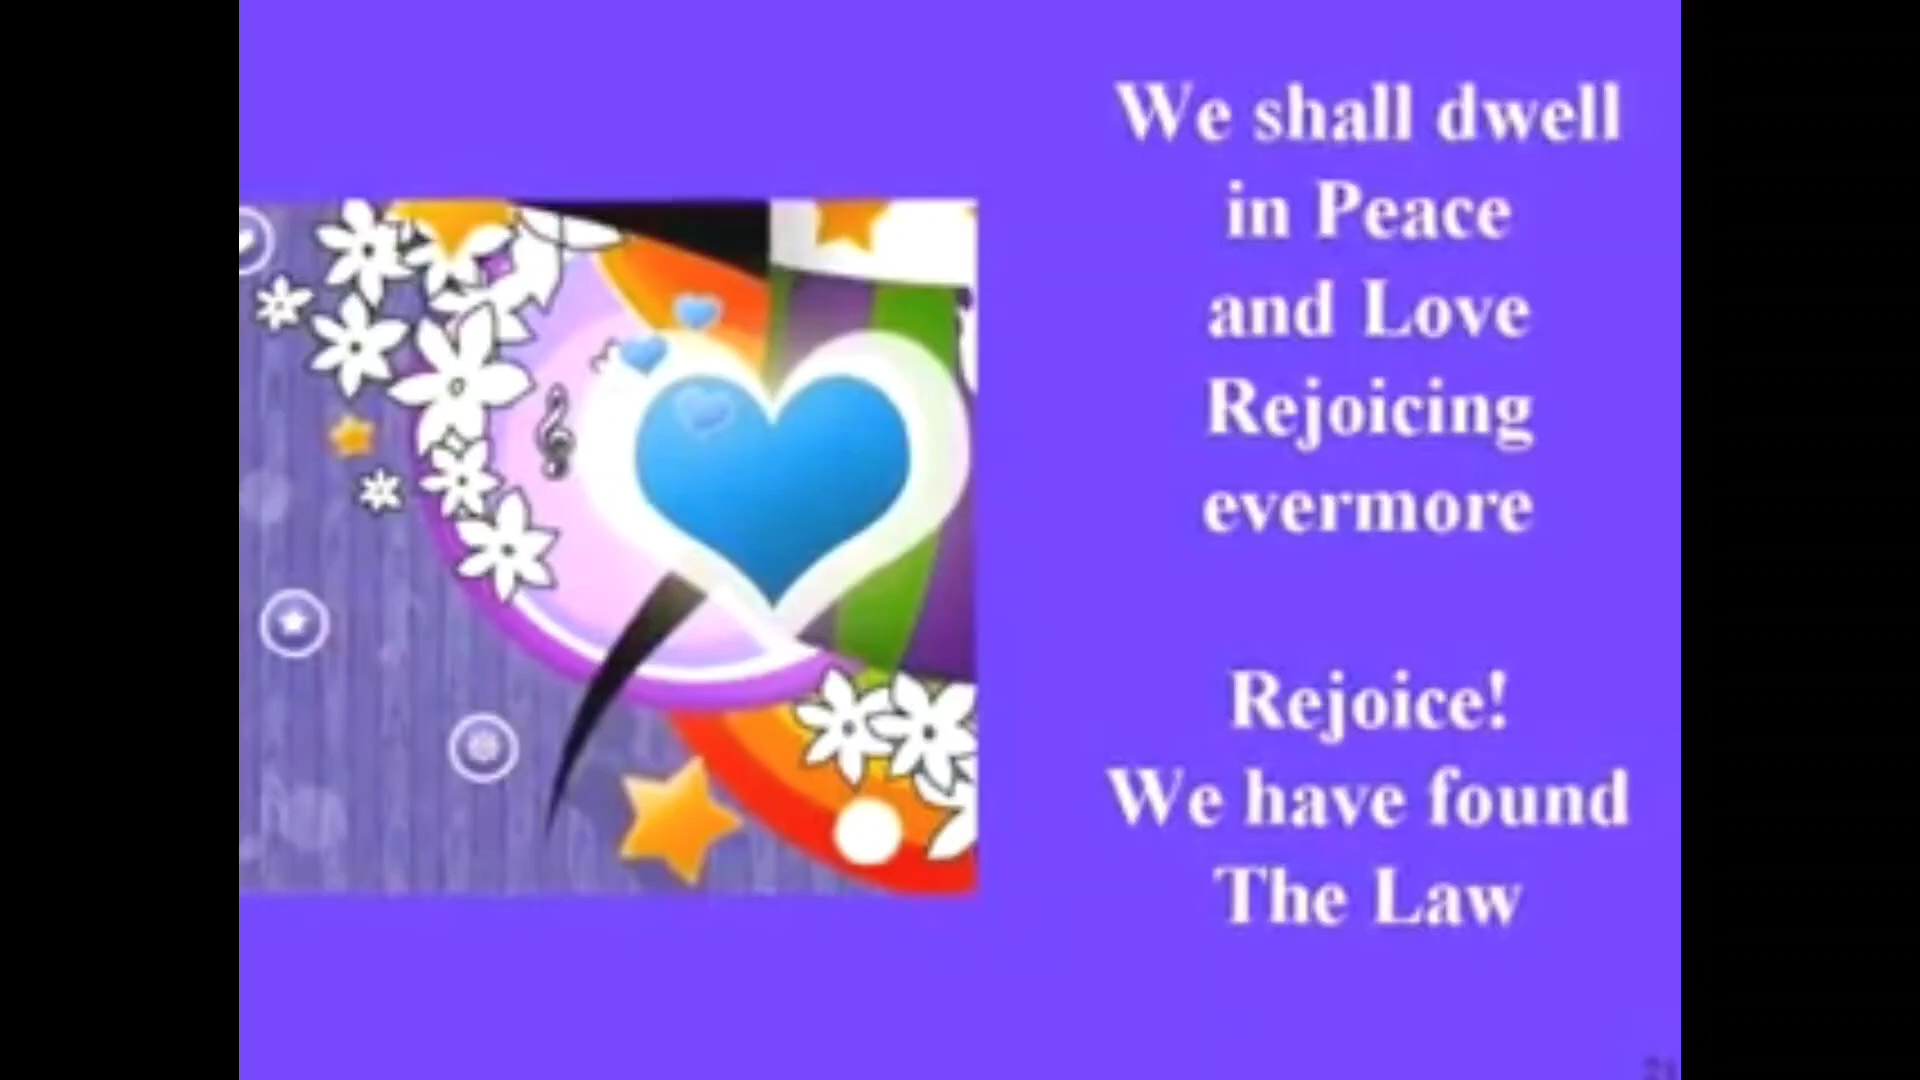 We shall dwell
in Peace
and Love
Rejoicing
evermore
Rejoice!
We have found
The Law